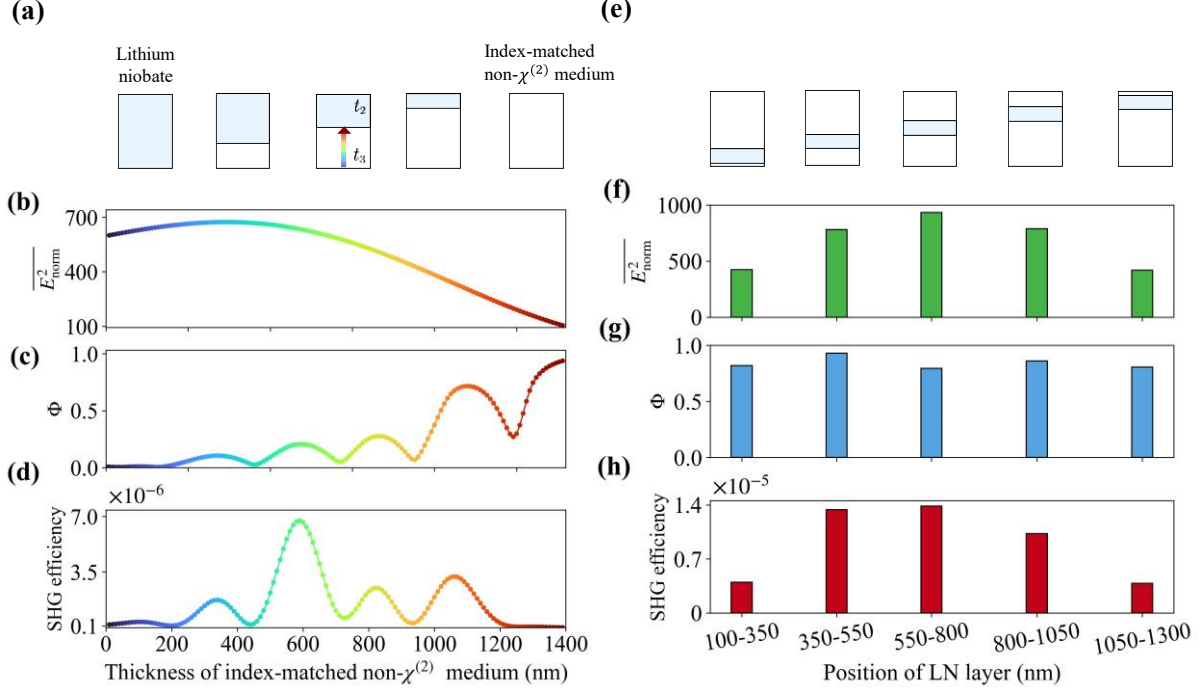 (a)
Lithium
niobate
t₂
t₃
Index-matched
non-χ⁽²⁾ medium
(b)
E²norm
700
400
100
(c)
Φ
1.0
0.5
0.0
(d)
×10⁻⁶
SHG efficiency
7.0
3.5
0.1
0 200 400 600 800 1000 1200 1400
Thickness of index-matched non-χ⁽²⁾ medium (nm)
(e)
(f)
E²norm
1000
500
0
(g)
Φ
1.0
0.5
0.0
(h)
×10⁻⁵
SHG efficiency
1.4
0.7
0
100-350 350-550 550-800 800-1050 1050-1300
Position of LN layer (nm)